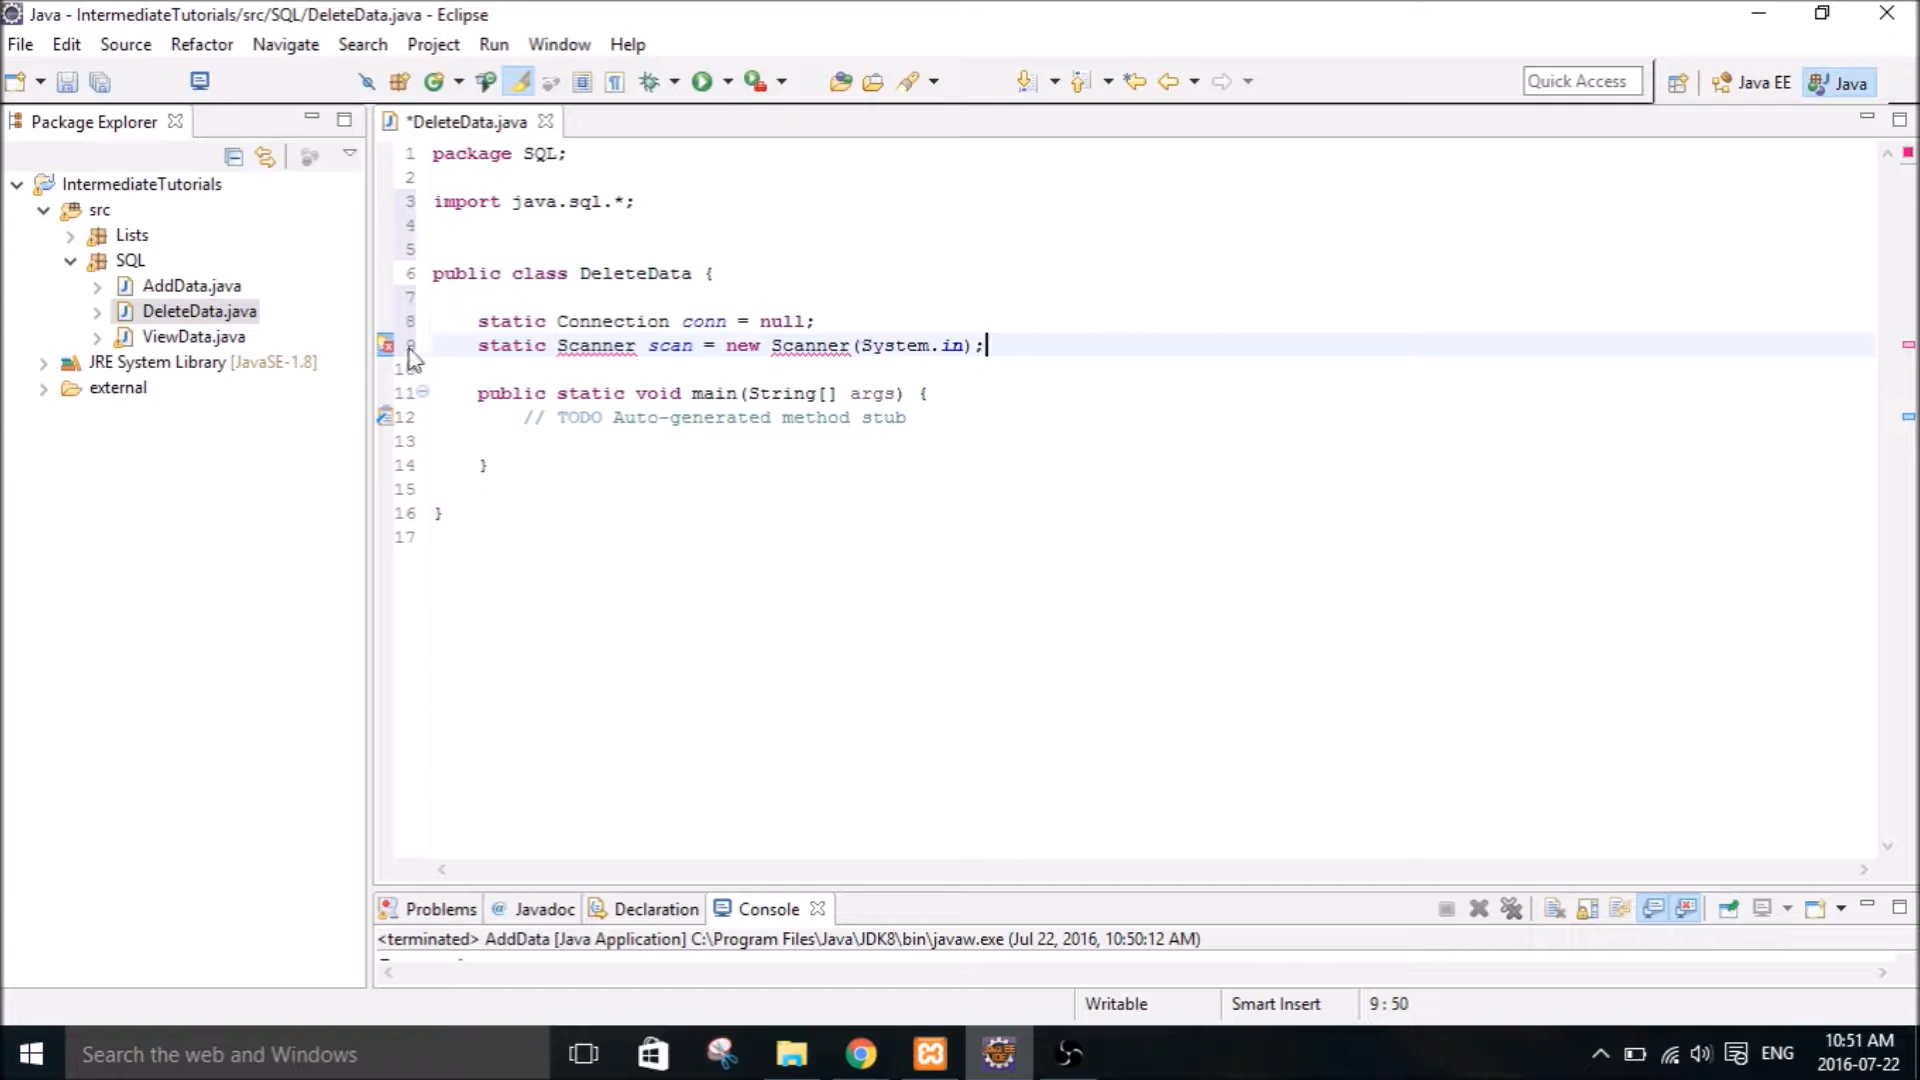 Java - IntermediateTutorials/src/SQL/DeleteData.java - Eclipse
File Edit Source Refactor Navigate Search Project Run Window Help
Quick Access Java EE Java
Package Explorer
*DeleteData.java
IntermediateTutorials
src
Lists
SQL
AddData.java
DeleteData.java
ViewData.java
JRE System Library [JavaSE-1.8]
external
1 package SQL;
2
3 import java.sql.*;
4
5
6 public class DeleteData {
7
8 static Connection conn = null;
9 static Scanner scan = new Scanner(System.in);
10
11 public static void main(String[] args) {
12 // TODO Auto-generated method stub
13
14 }
15
16 }
17
Problems Javadoc Declaration Console
<terminated> AddData [Java Application] C:\Program Files\Java\JDK8\bin\javaw.exe (Jul 22, 2016, 10:50:12 AM)
Writable Smart Insert 9 : 50
Search the web and Windows
ENG
10:51 AM
2016-07-22